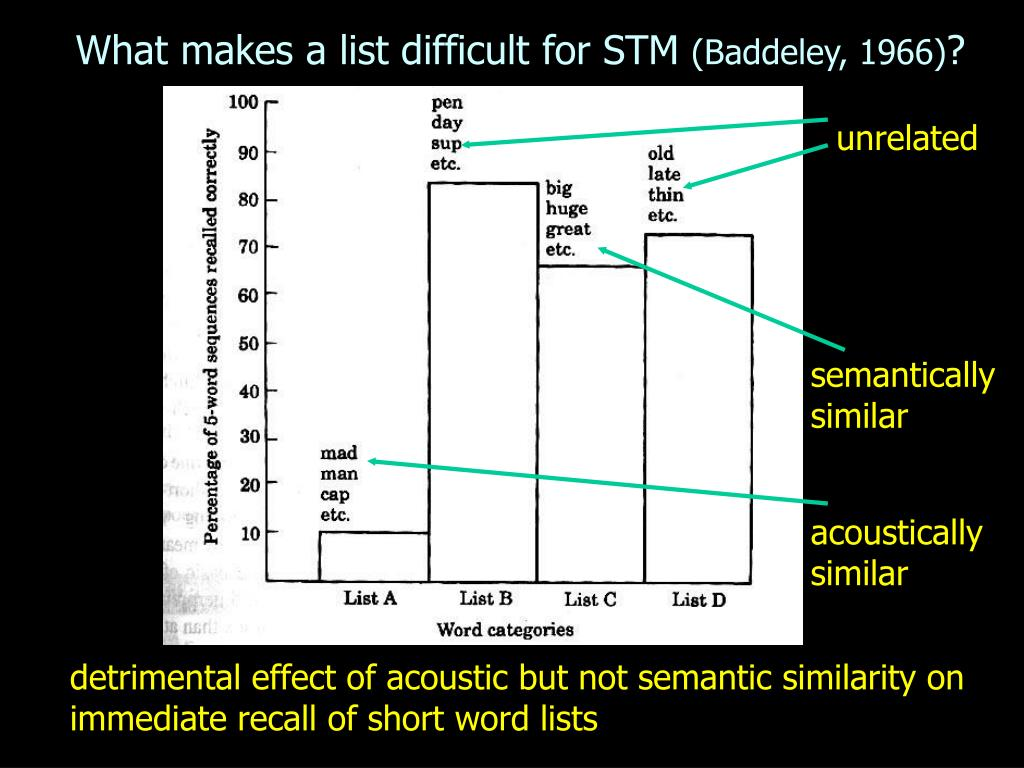 What makes a list difficult for STM (Baddeley, 1966)?
Percentage of 5-word sequences recalled correctly
100
90
80
70
60
50
40
30
20
10
mad
man
cap
etc.
pen
day
sup
etc.
big
huge
great
etc.
old
late
thin
etc.
List A List B List C List D
Word categories
unrelated
semantically
similar
acoustically
similar
detrimental effect of acoustic but not semantic similarity on
immediate recall of short word lists